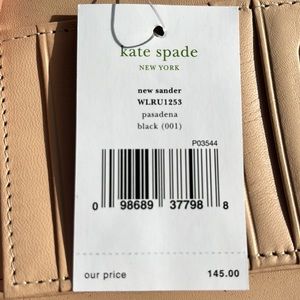 kate spade
NEW YORK
new sander
WLRU1253
pasadena
black (001)
P03544
0 98689 37798 8
our price 145.00